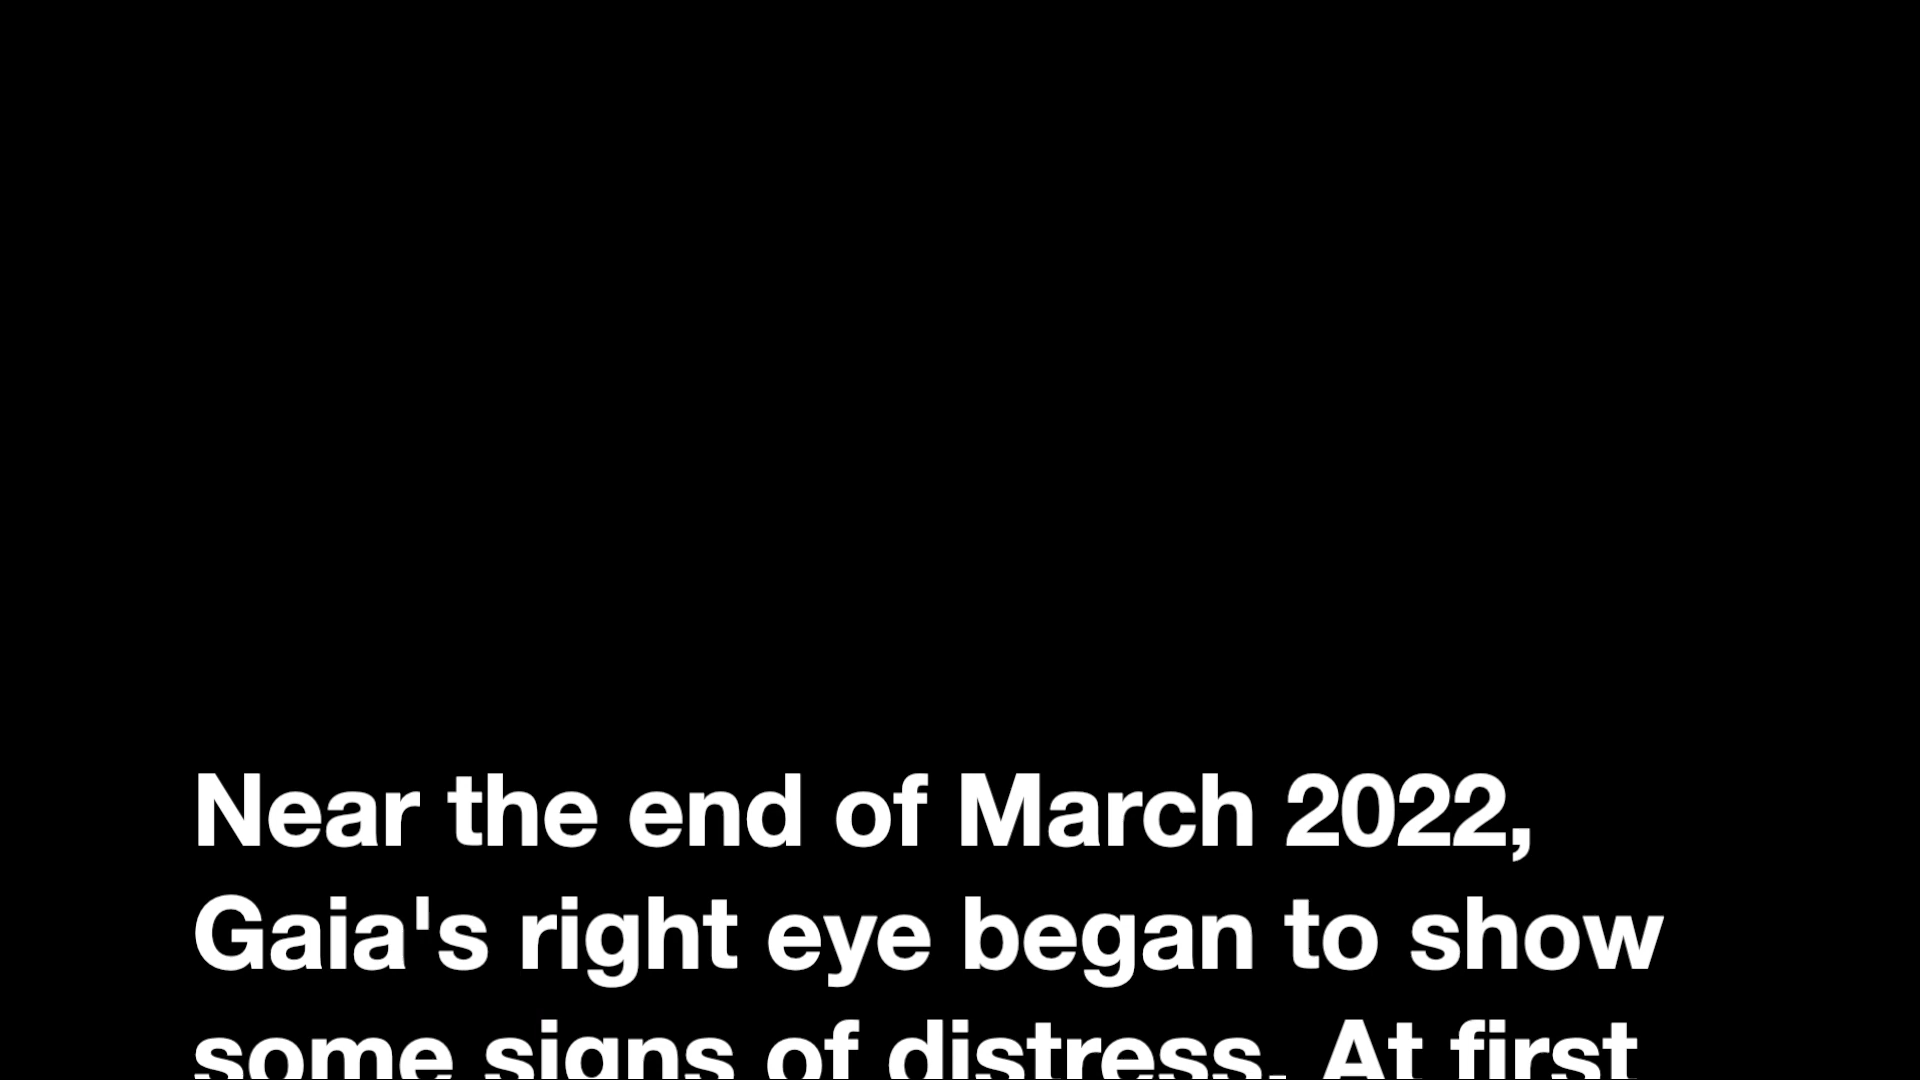 Near the end of March 2022,
Gaia's right eye began to show
some signs of distress. At first